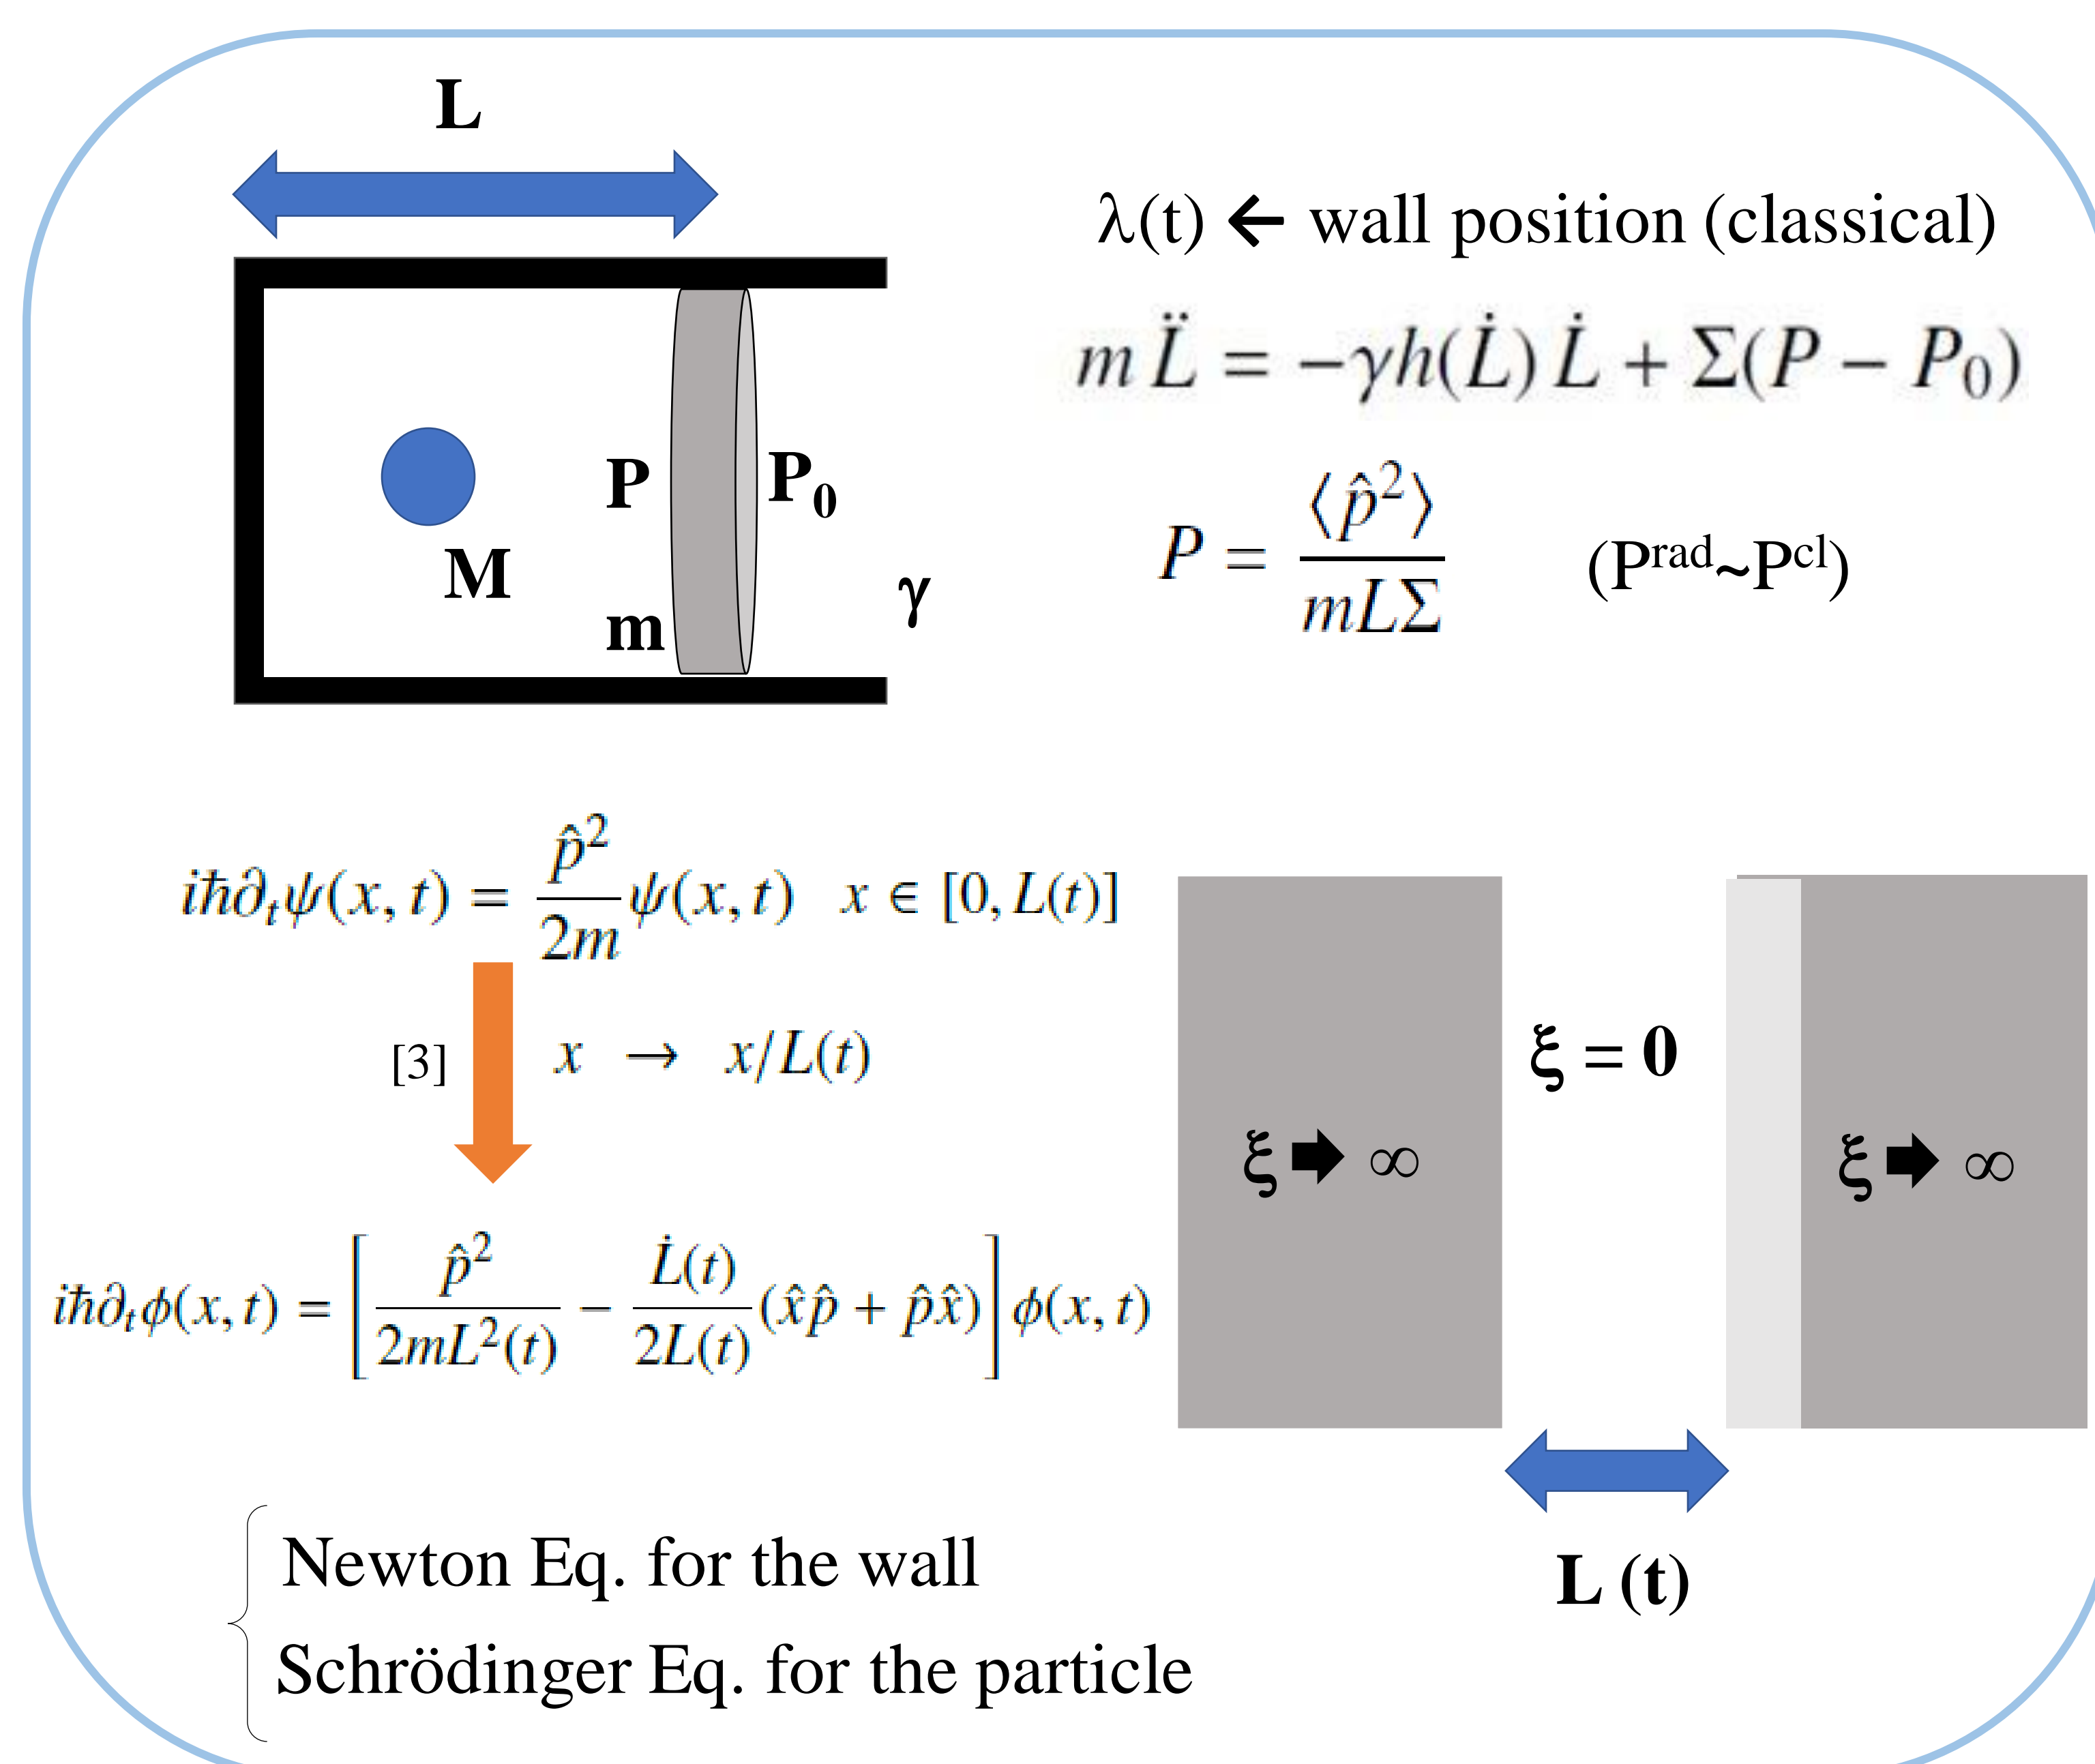 L
λ(t) 🡰 wall position (classical)
m L̈ = −γh(L̇) L̇ + Σ(P − P₀)
P P₀
M
m
γ
P = ⟨p̂²⟩ / mLΣ (Pʳᵃᵈ~Pᶜˡ)
iħ∂ₜψ(x, t) = p̂²/2m ψ(x, t) x ∈ [0, L(t)]
[3] x → x/L(t)
iħ∂ₜϕ(x, t) = [ p̂²/2mL²(t) − L̇(t)/2L(t) (x̂p̂ + p̂x̂) ] ϕ(x, t)
ξ = 0
ξ 🡲 ∞
ξ 🡲 ∞
L (t)
Newton Eq. for the wall
Schrödinger Eq. for the particle